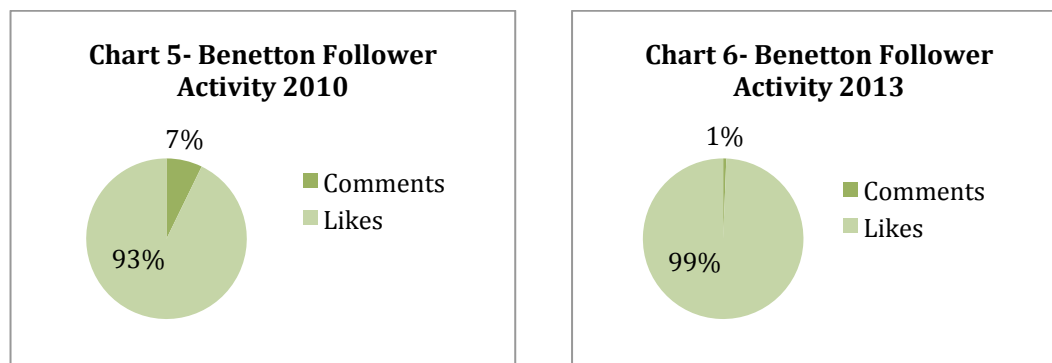 Chart 5- Benetton Follower
Activity 2010
7%
93%
Comments
Likes
Chart 6- Benetton Follower
Activity 2013
1%
99%
Comments
Likes